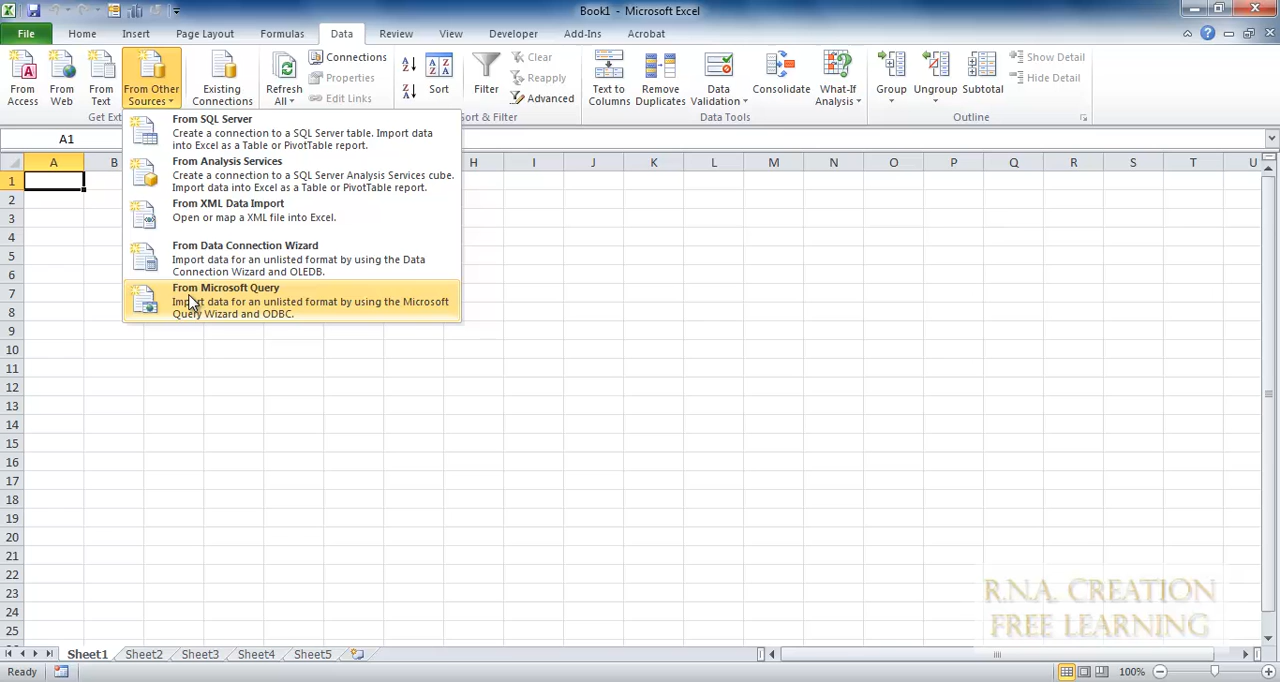 Book1 - Microsoft Excel
File Home Insert Page Layout Formulas Data Review View Developer Add-Ins Acrobat
From Access
From Web
From Text
From Other Sources
Existing Connections
Refresh All
Connections
Properties
Edit Links
Sort
Filter
Clear
Reapply
Advanced
Text to Columns
Remove Duplicates
Data Validation
Consolidate
What-If Analysis
Group
Ungroup
Subtotal
Show Detail
Hide Detail
Get Ext
Sort & Filter
Data Tools
Outline
From SQL Server
Create a connection to a SQL Server table. Import data
into Excel as a Table or PivotTable report.
From Analysis Services
Create a connection to a SQL Server Analysis Services cube.
Import data into Excel as a Table or PivotTable report.
From XML Data Import
Open or map a XML file into Excel.
From Data Connection Wizard
Import data for an unlisted format by using the Data
Connection Wizard and OLEDB.
From Microsoft Query
Import data for an unlisted format by using the Microsoft
Query Wizard and ODBC.
A1
A B H I J K L M N O P Q R S T U
1
2
3
4
5
6
7
8
9
10
11
12
13
14
15
16
17
18
19
20
21
22
23
24
25
R.N.A. CREATION
FREE LEARNING
Sheet1 Sheet2 Sheet3 Sheet4 Sheet5
Ready 100%